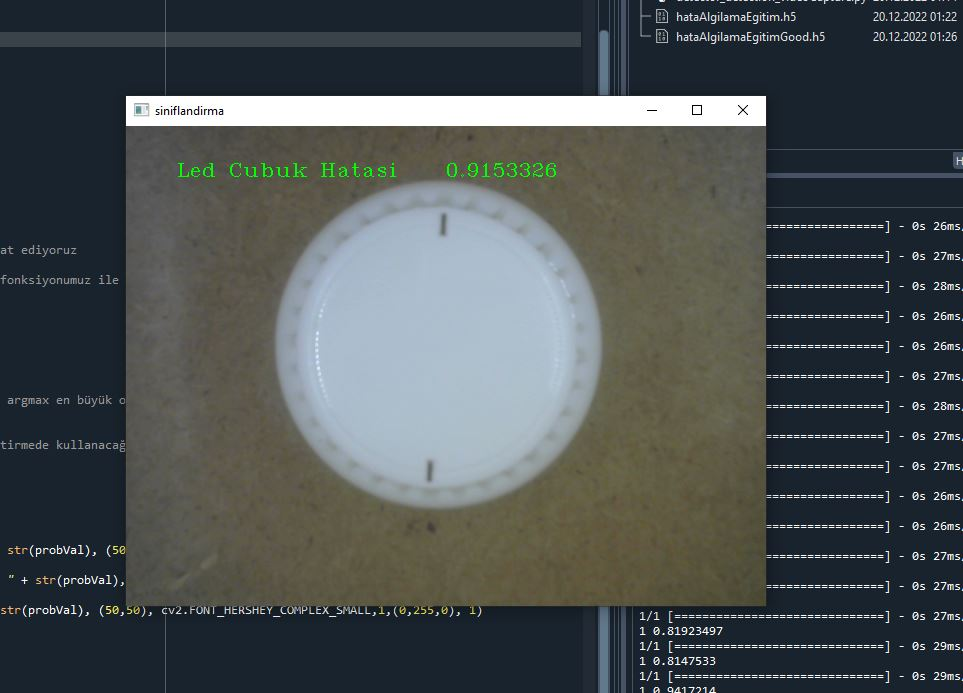 hataAlgilamaEgitim.h5 20.12.2022 01:22
hataAlgilamaEgitimGood.h5 20.12.2022 01:26
siniflandirma
Led Cubuk Hatasi 0.9153326
at ediyoruz
fonksiyonumuz ile
argmax en büyük o
tirmede kullanacağ
str(probVal), (50
" + str(probVal),
str(probVal), (50,50), cv2.FONT_HERSHEY_COMPLEX_SMALL,1,(0,255,0), 1)
H
================] - 0s 26ms
================] - 0s 27ms
================] - 0s 28ms
================] - 0s 26ms
================] - 0s 26ms
================] - 0s 27ms
================] - 0s 28ms
================] - 0s 27ms
================] - 0s 27ms
================] - 0s 26ms
================] - 0s 26ms
================] - 0s 27ms
================] - 0s 27ms
1/1 [==============================] - 0s 27ms
1 0.81923497
1/1 [==============================] - 0s 29ms
1 0.8147533
1/1 [==============================] - 0s 29ms
1 0.9417214